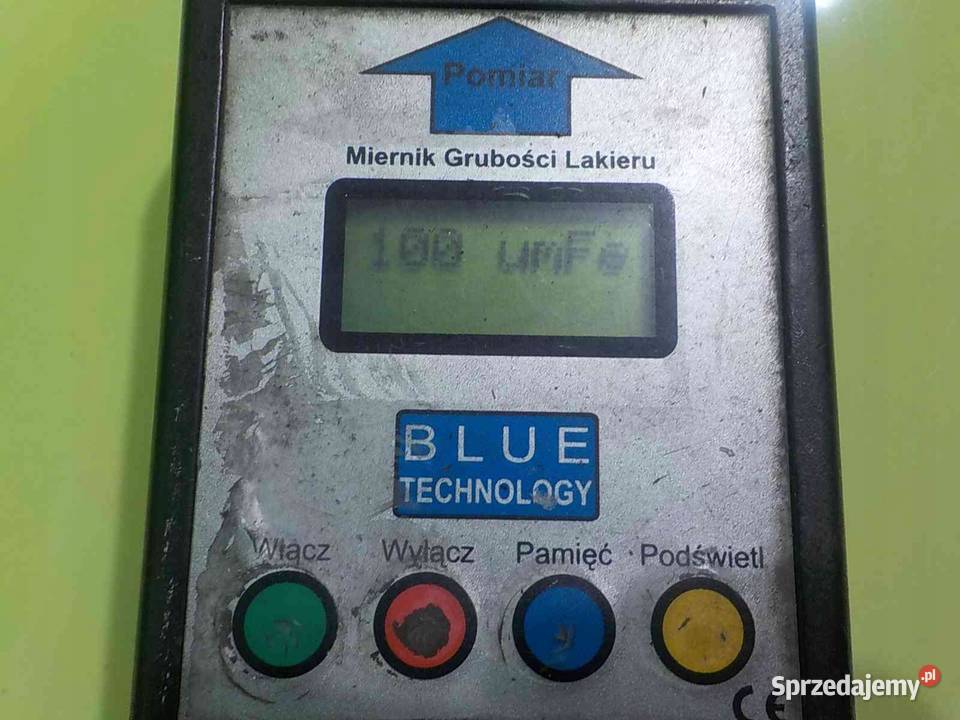 Pomiar
Miernik Grubości Lakieru
100 umFe
BLUE
TECHNOLOGY
Włącz Wyłącz Pamięć Podświetl
CE
Sprzedajemy.pl